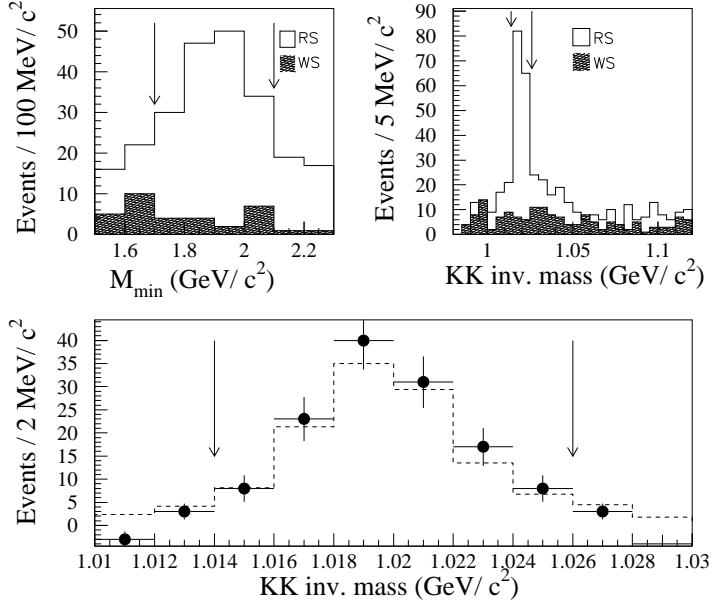 Events / 100 MeV/ c²
50
40
30
20
10
0
RS
WS
1.6
1.8
2
2.2
M_min (GeV/ c²)
Events / 5 MeV/ c²
90
80
70
60
50
40
30
20
10
0
RS
WS
1
1.05
1.1
KK inv. mass (GeV/ c²)
Events / 2 MeV/ c²
40
35
30
25
20
15
10
5
0
1.01 1.012 1.014 1.016 1.018 1.02 1.022 1.024 1.026 1.028 1.03
KK inv. mass (GeV/ c²)